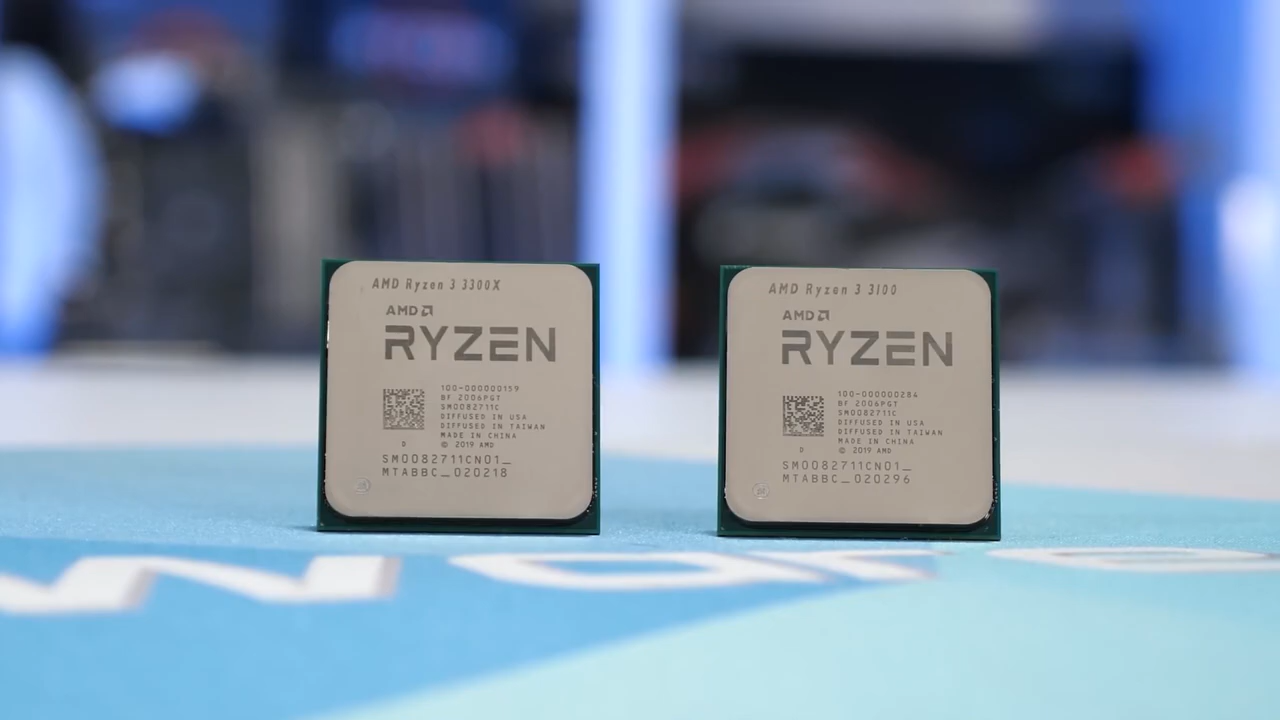 AMD Ryzen 3 3300X
AMD
RYZEN
100-000000159
BF 2006PGT
SM0082711C
DIFFUSED IN USA
DIFFUSED IN TAIWAN
MADE IN CHINA
D © 2019 AMD
SM0082711CN01_
MTABBC_020218
AMD Ryzen 3 3100
AMD
RYZEN
100-000000284
BF 2006PGT
SM0082711C
DIFFUSED IN USA
DIFFUSED IN TAIWAN
MADE IN CHINA
D © 2019 AMD
SM0082711CN01_
MTABBC_020296